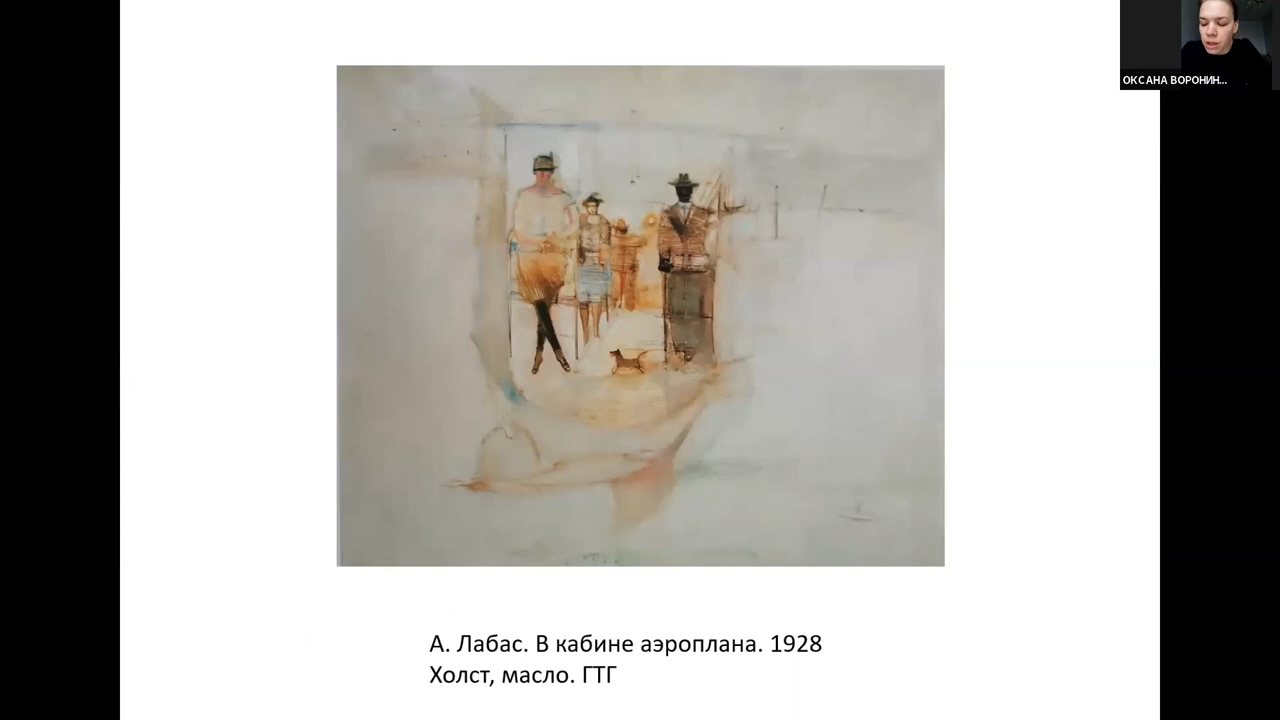 ОКСАНА ВОРОНИН...
А. Лабас. В кабине аэроплана. 1928
Холст, масло. ГТГ